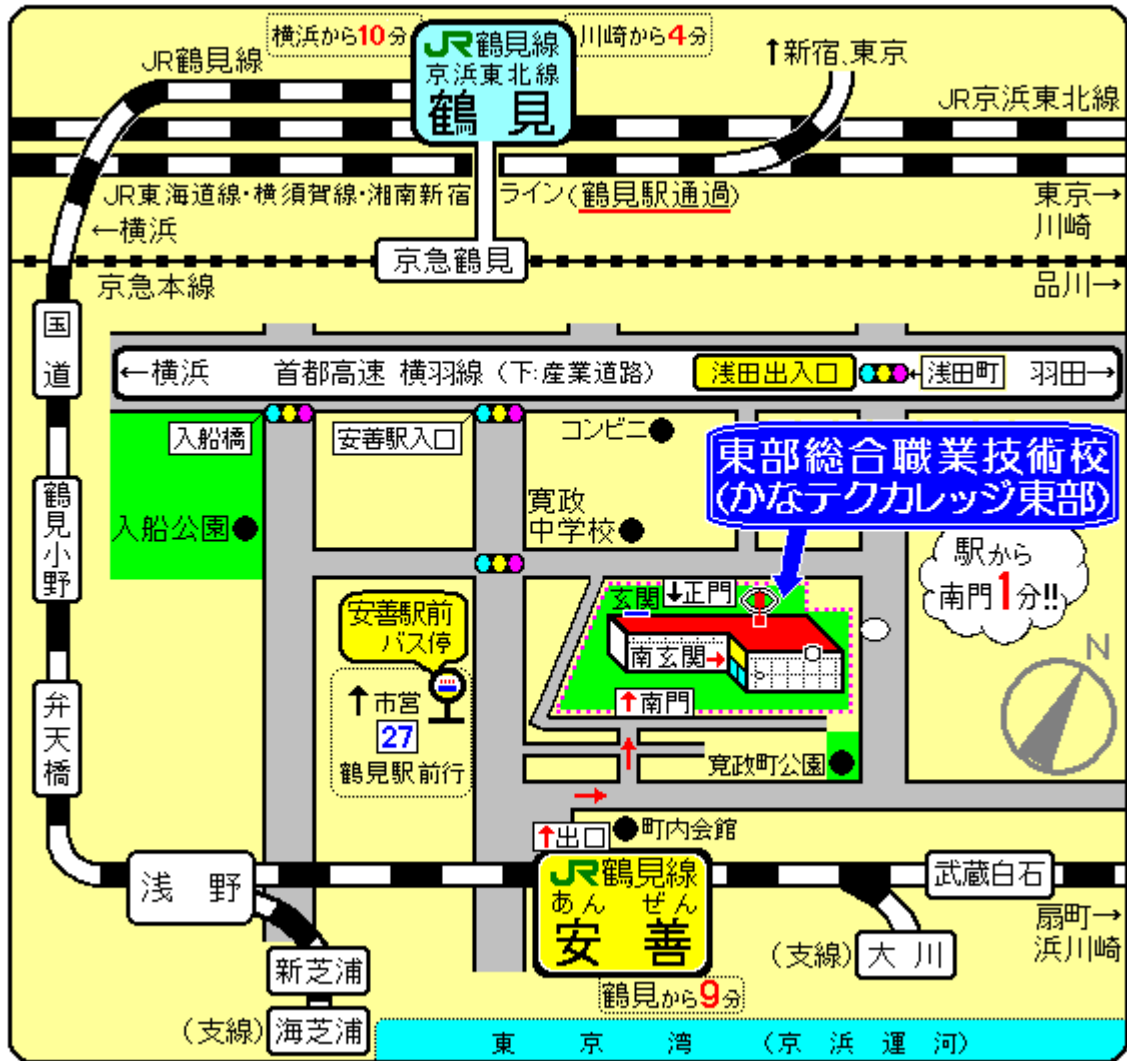 横浜から10分
JR鶴見線
京浜東北線
鶴見
川崎から4分
↑新宿、東京
JR鶴見線
JR京浜東北線
JR東海道線・横須賀線・湘南新宿ライン(鶴見駅通過)
東京→
川崎
←横浜
京急鶴見
京急本線
品川→
国道
←横浜 首都高速 横羽線 (下:産業道路) 浅田出入口 ←浅田町 羽田→
入船橋
安善駅入口
コンビニ●
東部総合職業技術校
(かなテクカレッジ東部)
鶴見小野
入船公園●
寛政
中学校●
駅から
南門1分!!
玄関
↓正門
安善駅前
バス停
南玄関→
N
弁天橋
↑市営
27
鶴見駅前行
↑南門
寛政町公園●
↑出口
●町内会館
浅野
JR鶴見線
あん ぜん
安善
武蔵白石
扇町→
浜川崎
新芝浦
(支線)大川
鶴見から9分
(支線)海芝浦
東京湾 (京浜運河)